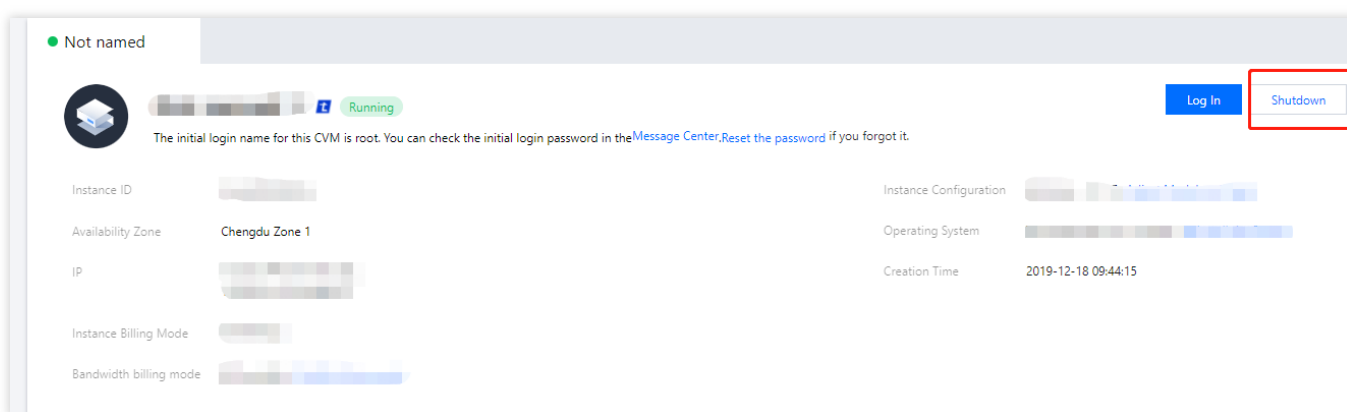 Not named
Running
Log In
Shutdown
The initial login name for this CVM is root. You can check the initial login password in theMessage Center,Reset the password if you forgot it.
Instance ID
Instance Configuration
Availability Zone
Chengdu Zone 1
Operating System
IP
Creation Time
2019-12-18 09:44:15
Instance Billing Mode
Bandwidth billing mode